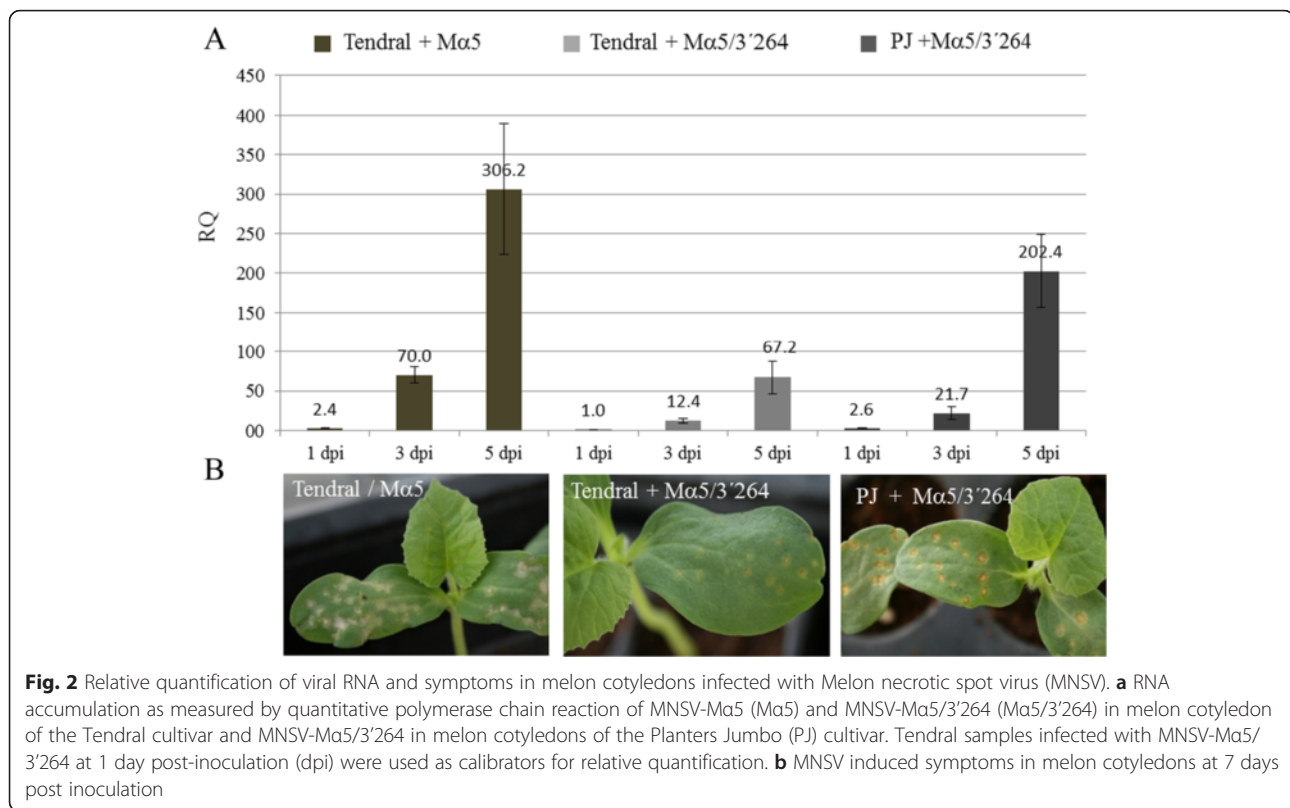 A
Tendral + Mα5 Tendral + Mα5/3′264 PJ +Mα5/3′264
450
400
350
300
250
200
150
100
50
00
RQ
2.4
70.0
306.2
1.0
12.4
67.2
2.6
21.7
202.4
1 dpi 3 dpi 5 dpi 1 dpi 3 dpi 5 dpi 1 dpi 3 dpi 5 dpi
B
Tendral / Mα5
Tendral + Mα5/3′264
PJ + Mα5/3′264
Fig. 2 Relative quantification of viral RNA and symptoms in melon cotyledons infected with Melon necrotic spot virus (MNSV). a RNA
accumulation as measured by quantitative polymerase chain reaction of MNSV-Mα5 (Mα5) and MNSV-Mα5/3′264 (Mα5/3′264) in melon cotyledon
of the Tendral cultivar and MNSV-Mα5/3′264 in melon cotyledons of the Planters Jumbo (PJ) cultivar. Tendral samples infected with MNSV-Mα5/
3′264 at 1 day post-inoculation (dpi) were used as calibrators for relative quantification. b MNSV induced symptoms in melon cotyledons at 7 days
post inoculation